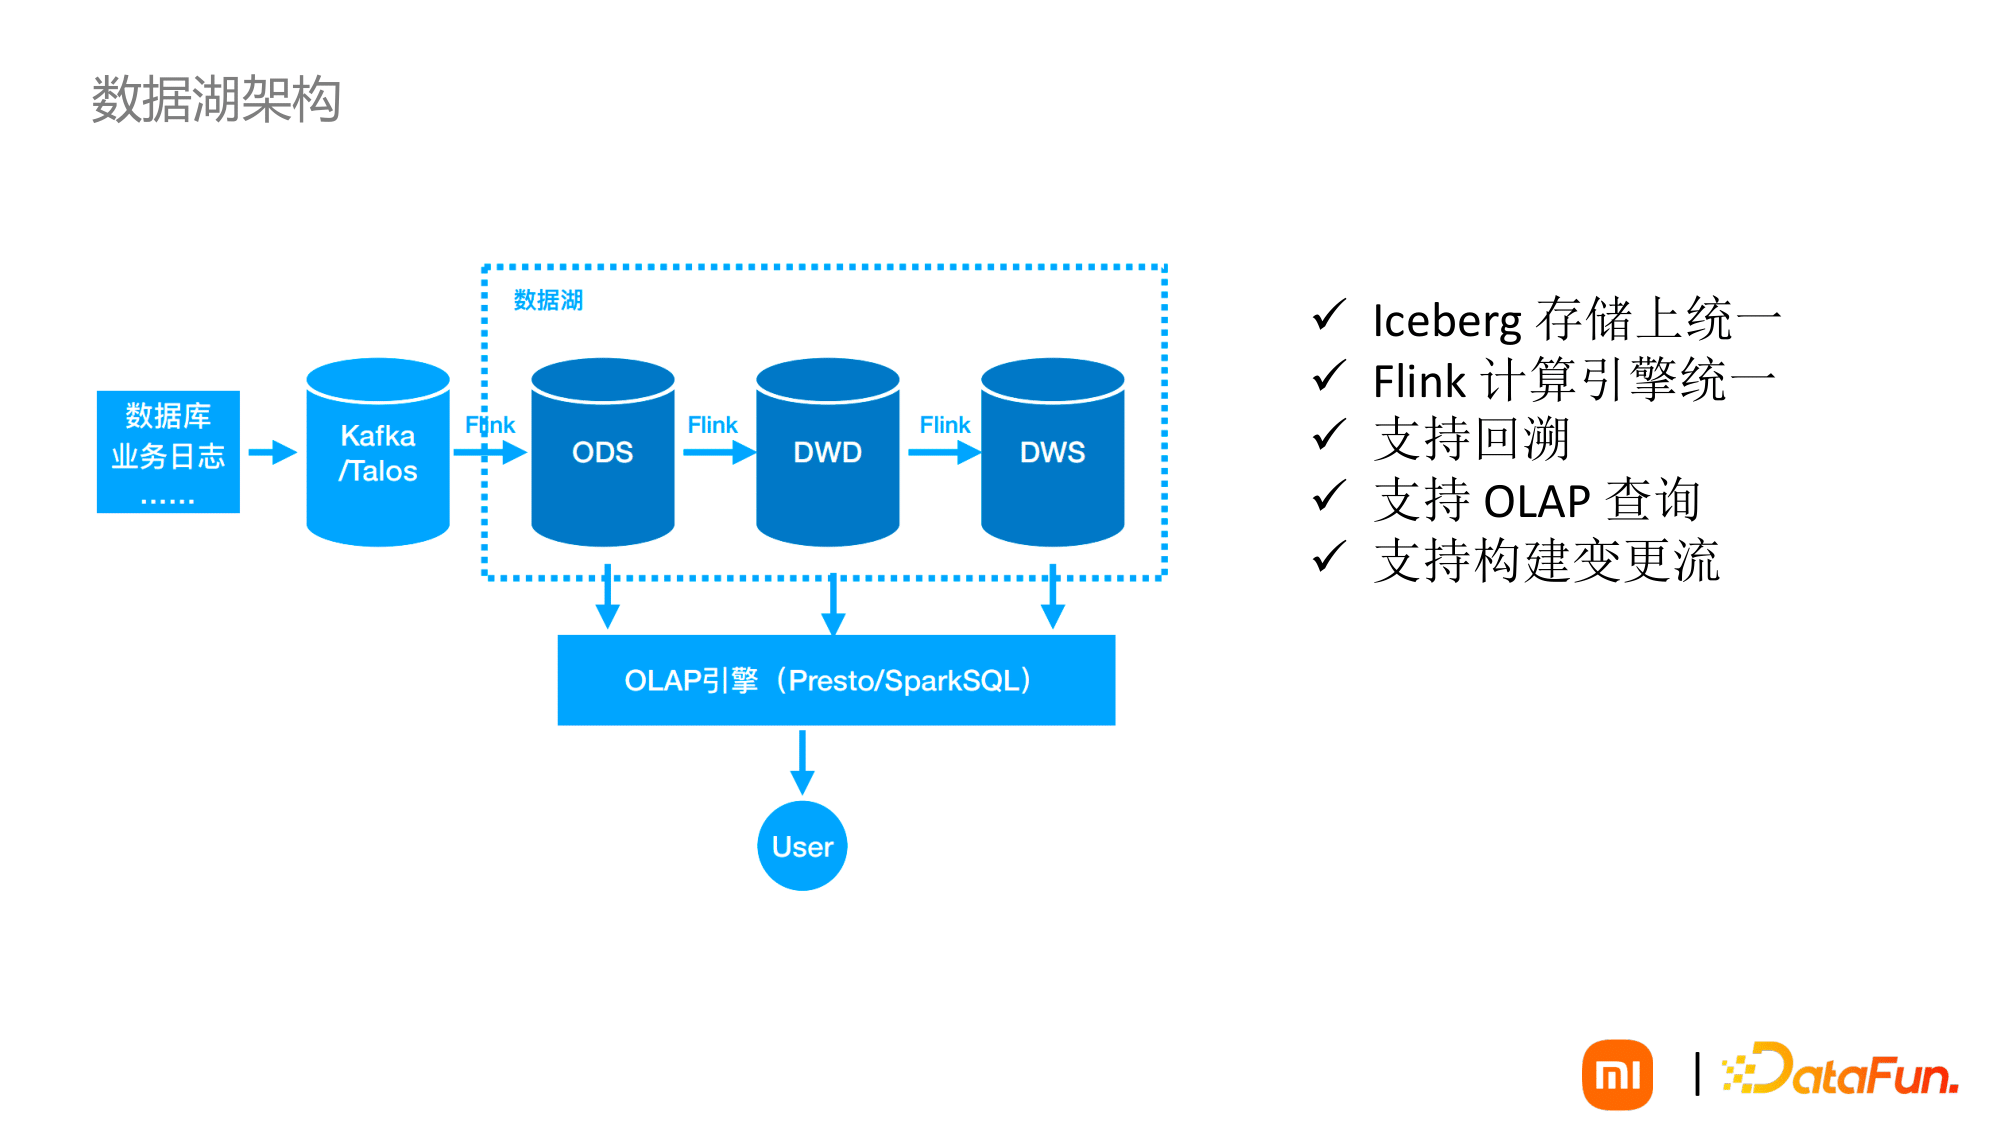 数据湖架构
数据湖
数据库
业务日志
......
Kafka
/Talos
Flink
ODS
Flink
DWD
Flink
DWS
OLAP引擎（Presto/SparkSQL）
User
✓ Iceberg 存储上统一
✓ Flink 计算引擎统一
✓ 支持回溯
✓ 支持 OLAP 查询
✓ 支持构建变更流
mi | DataFun.